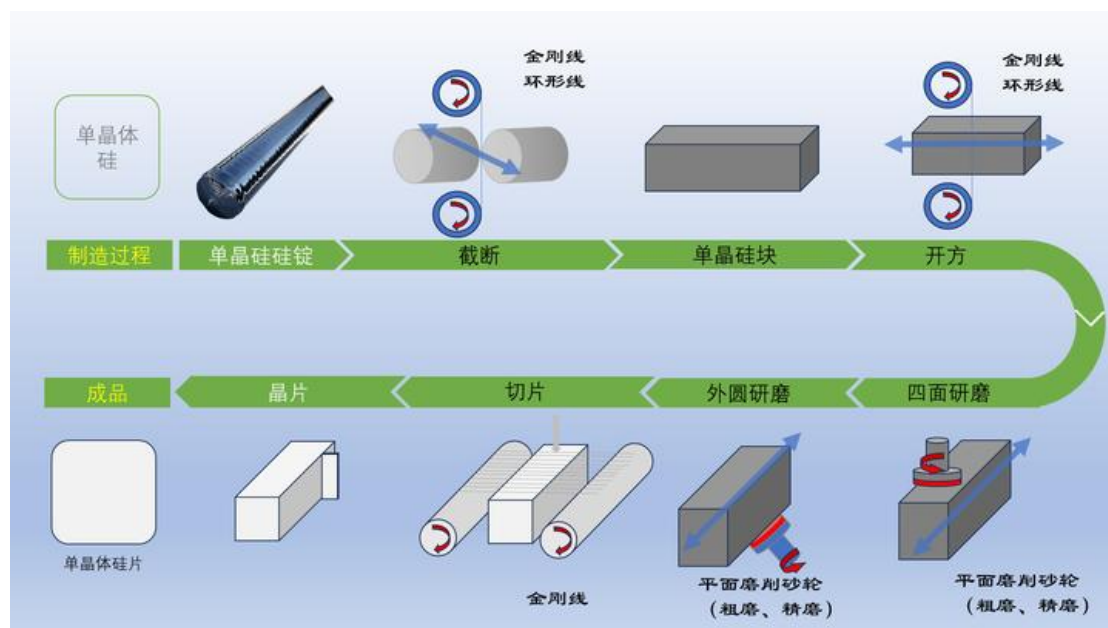 金刚线
环形线
金刚线
环形线
单晶体
硅
制造过程
单晶硅硅锭
截断
单晶硅块
开方
成品
晶片
切片
外圆研磨
四面研磨
单晶体硅片
金刚线
平面磨削砂轮
（粗磨、精磨）
平面磨削砂轮
（粗磨、精磨）